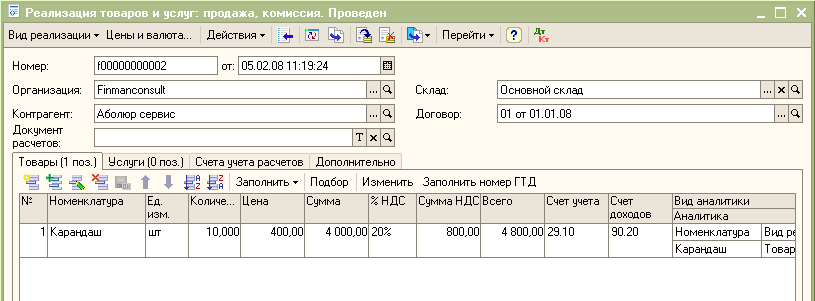 Реализация товаров и услуг: продажа, комиссия. Проведен
Вид реализации Цены и валюта... Действия Перейти ? Дт Кт
Номер: f00000000002 от: 05.02.08 11:19:24
Организация: Finmanconsult ... Склад: Основной склад ...
Контрагент: Аболюр сервис ... Договор: 01 от 01.01.08 ...
Документ расчетов: T
Товары (1 поз.) Услуги (0 поз.) Счета учета расчетов Дополнительно
Заполнить Подбор Изменить Заполнить номер ГТД
№ Номенклатура Ед. изм. Количе... Цена Сумма % НДС Сумма НДС Всего Счет учета Счет доходов Вид аналитики
Аналитика
1 Карандаш шт 10,000 400,00 4 000,00 20% 800,00 4 800,00 29.10 90.20 Номенклатура Вид ре
Карандаш Товар